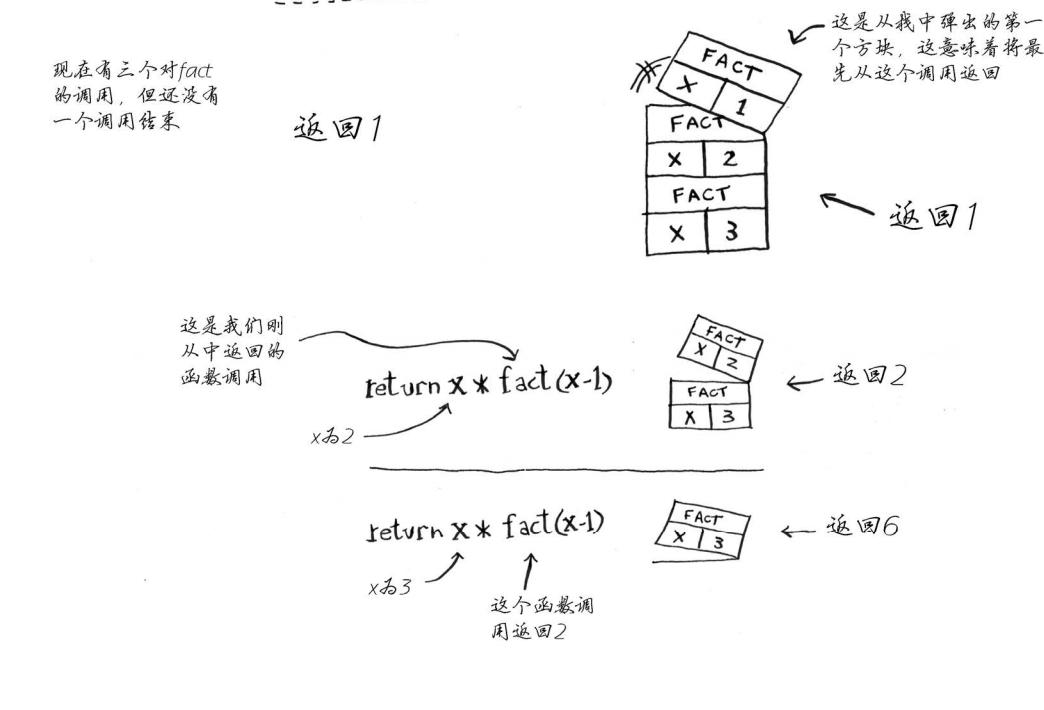 现在有三个对fact
的调用，但还没有
一个调用结束
返回1
这是从栈中弹出的第一
个方块，这意味着将最
先从这个调用返回
FACT
X 1
FACT
X 2
FACT
X 3
返回1
这是我们刚
从中返回的
函数调用
return x * fact(x-1)
x为2
FACT
X 2
FACT
X 3
返回2
return x * fact(x-1)
x为3
这个函数调
用返回2
FACT
X 3
返回6